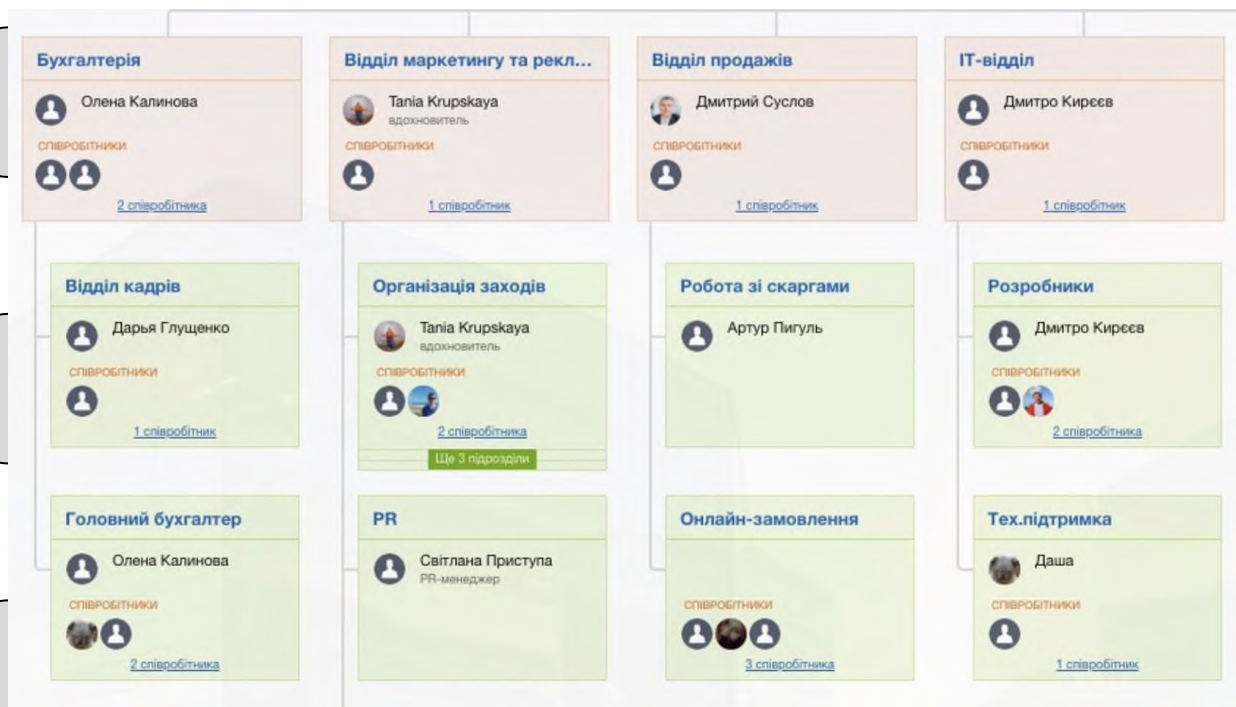 Бухгалтерія
Олена Калинова
СПІВРОБІТНИКИ
2 співробітника
Відділ маркетингу та рекл...
Tania Krupskaya
вдохновитель
СПІВРОБІТНИКИ
1 співробітник
Відділ продажів
Дмитрий Суслов
СПІВРОБІТНИКИ
1 співробітник
ІТ-відділ
Дмитро Кирєєв
СПІВРОБІТНИКИ
1 співробітник
Відділ кадрів
Дарья Глущенко
СПІВРОБІТНИКИ
1 співробітник
Організація заходів
Tania Krupskaya
вдохновитель
СПІВРОБІТНИКИ
2 співробітника
Ще 3 підрозділи
Робота зі скаргами
Артур Пигуль
Розробники
Дмитро Кирєєв
СПІВРОБІТНИКИ
2 співробітника
Головний бухгалтер
Олена Калинова
СПІВРОБІТНИКИ
2 співробітника
PR
Світлана Приступа
PR-менеджер
Онлайн-замовлення
СПІВРОБІТНИКИ
3 співробітника
Тех.підтримка
Даша
СПІВРОБІТНИКИ
1 співробітник